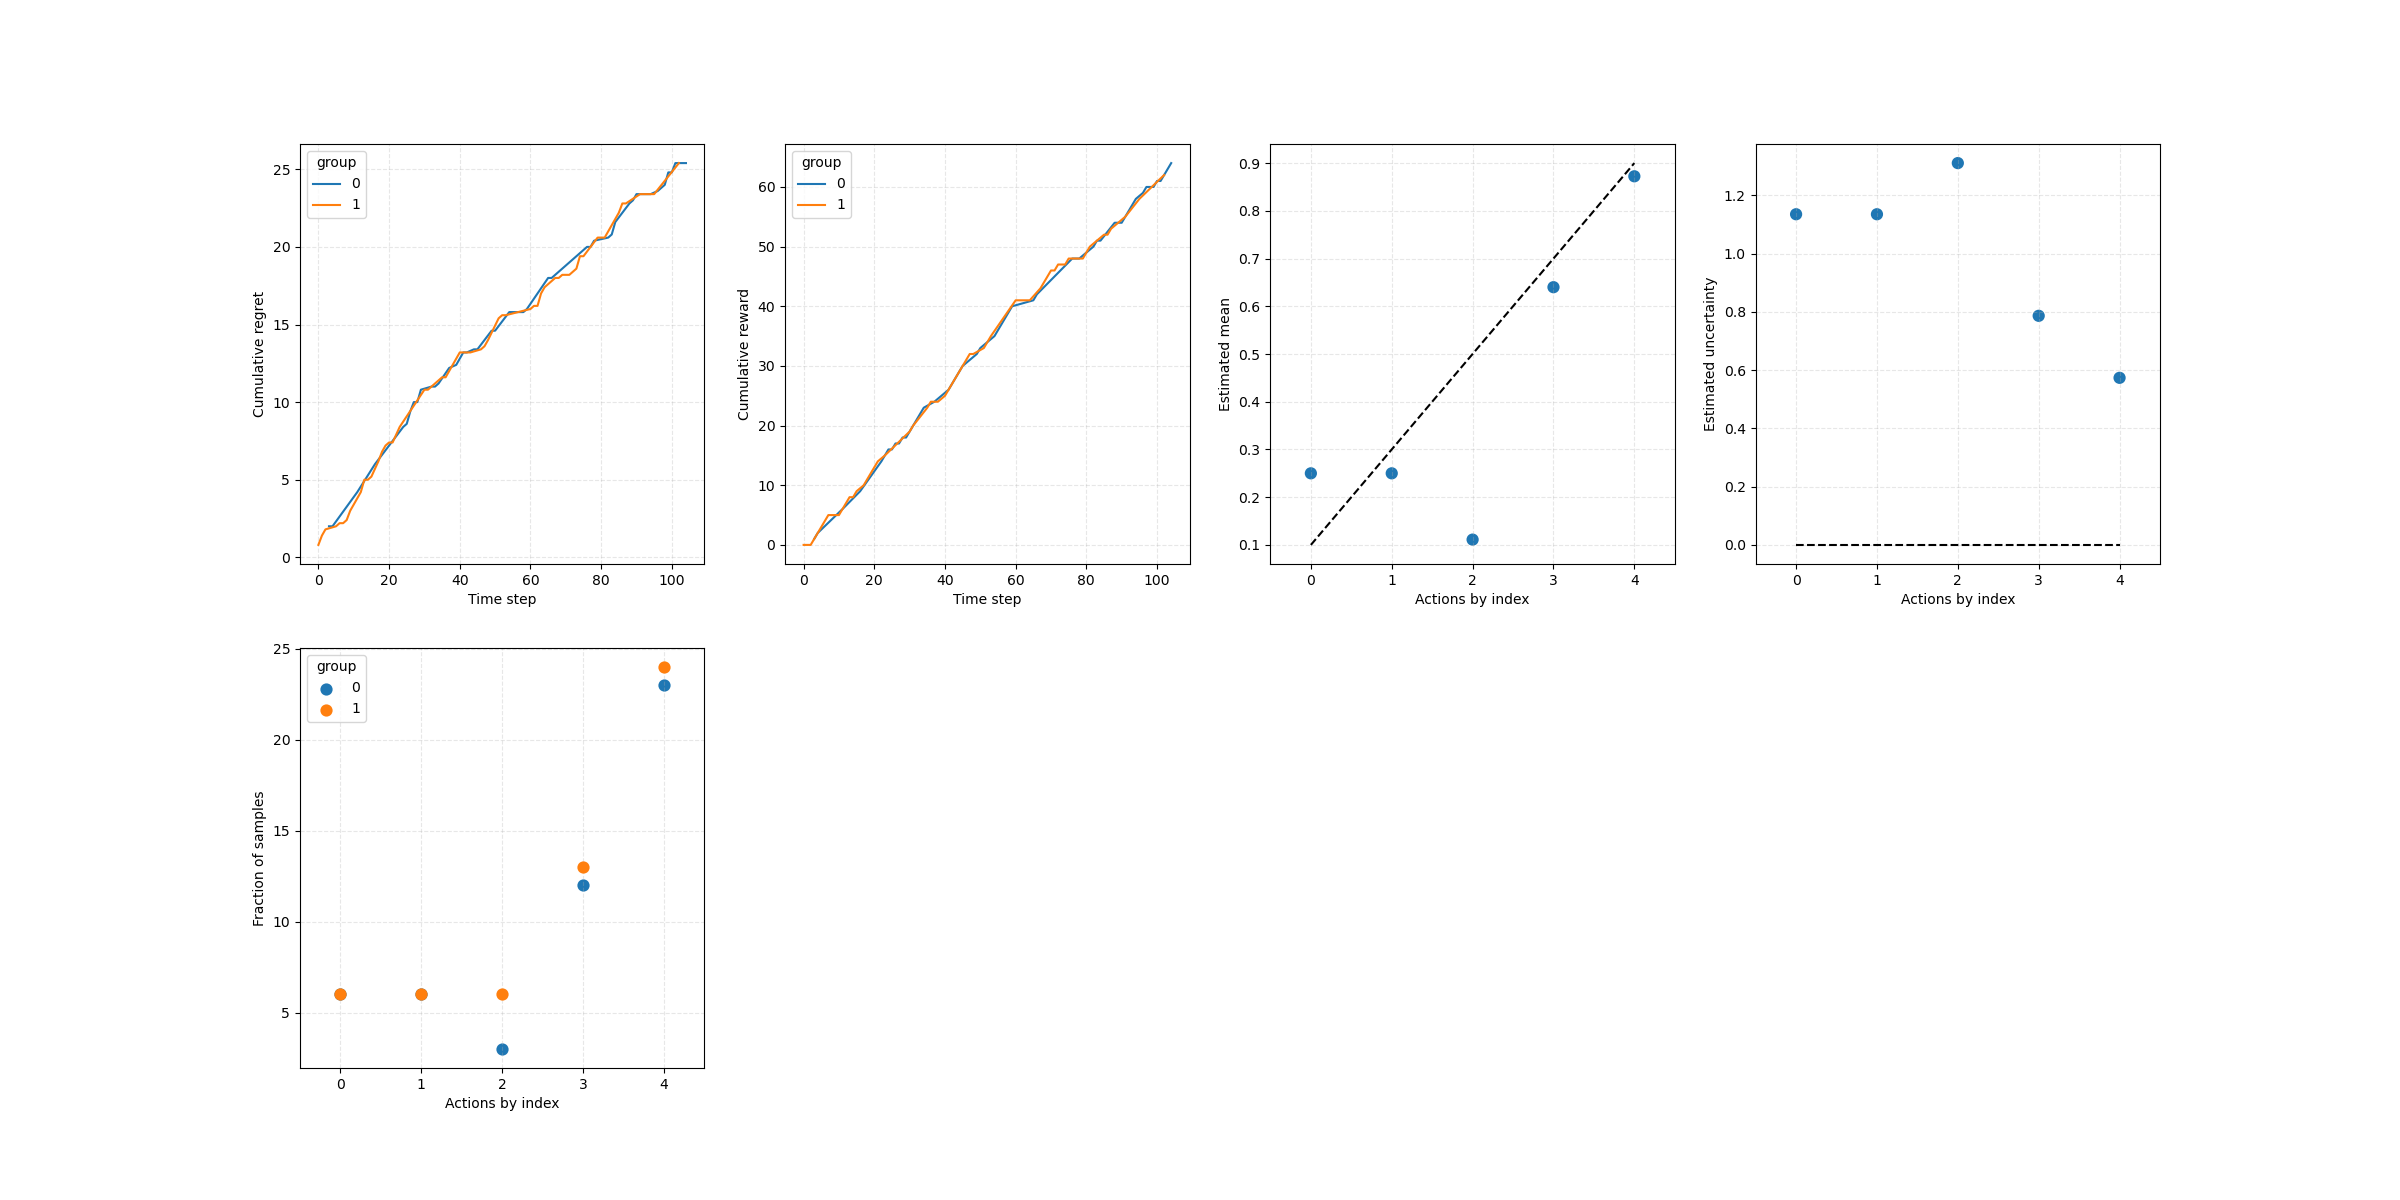 group
0
1
25
20
15
10
5
0
Cumulative regret
0 20 40 60 80 100
Time step
group
0
1
60
50
40
30
20
10
0
Cumulative reward
0 20 40 60 80 100
Time step
0.9
0.8
0.7
0.6
0.5
0.4
0.3
0.2
0.1
Estimated mean
0 1 2 3 4
Actions by index
1.2
1.0
0.8
0.6
0.4
0.2
0.0
Estimated uncertainty
0 1 2 3 4
Actions by index
group
0
1
25
20
15
10
5
Fraction of samples
0 1 2 3 4
Actions by index